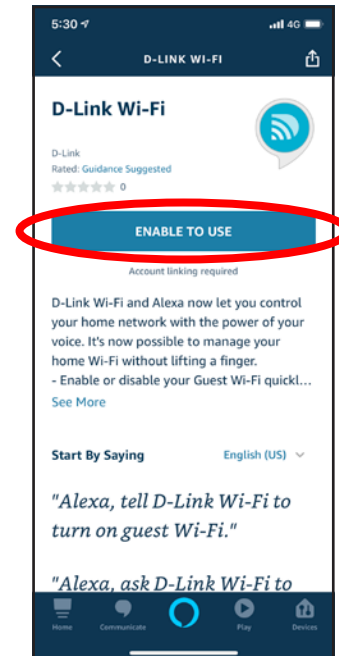 5:30
4G
D-LINK WI-FI
D-Link Wi-Fi
D-Link
Rated: Guidance Suggested
0
ENABLE TO USE
Account linking required
D-Link Wi-Fi and Alexa now let you control
your home network with the power of your
voice. It's now possible to manage your
home Wi-Fi without lifting a finger.
- Enable or disable your Guest Wi-Fi quickl...
See More
Start By Saying
English (US)
"Alexa, tell D-Link Wi-Fi to
turn on guest Wi-Fi."
"Alexa, ask D-Link Wi-Fi to
Home
Communicate
Play
Devices